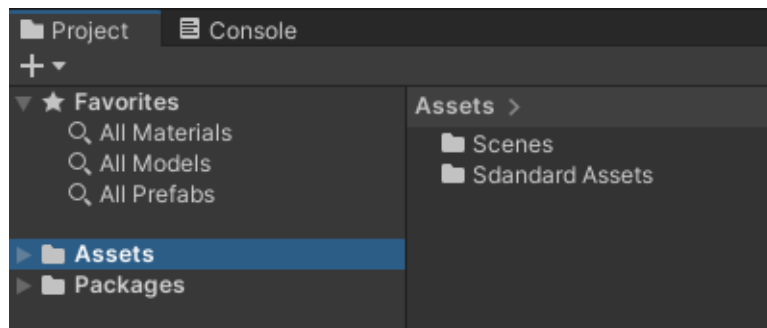 Project
Console
Favorites
All Materials
All Models
All Prefabs
Assets
Packages
Assets >
Scenes
Sdandard Assets